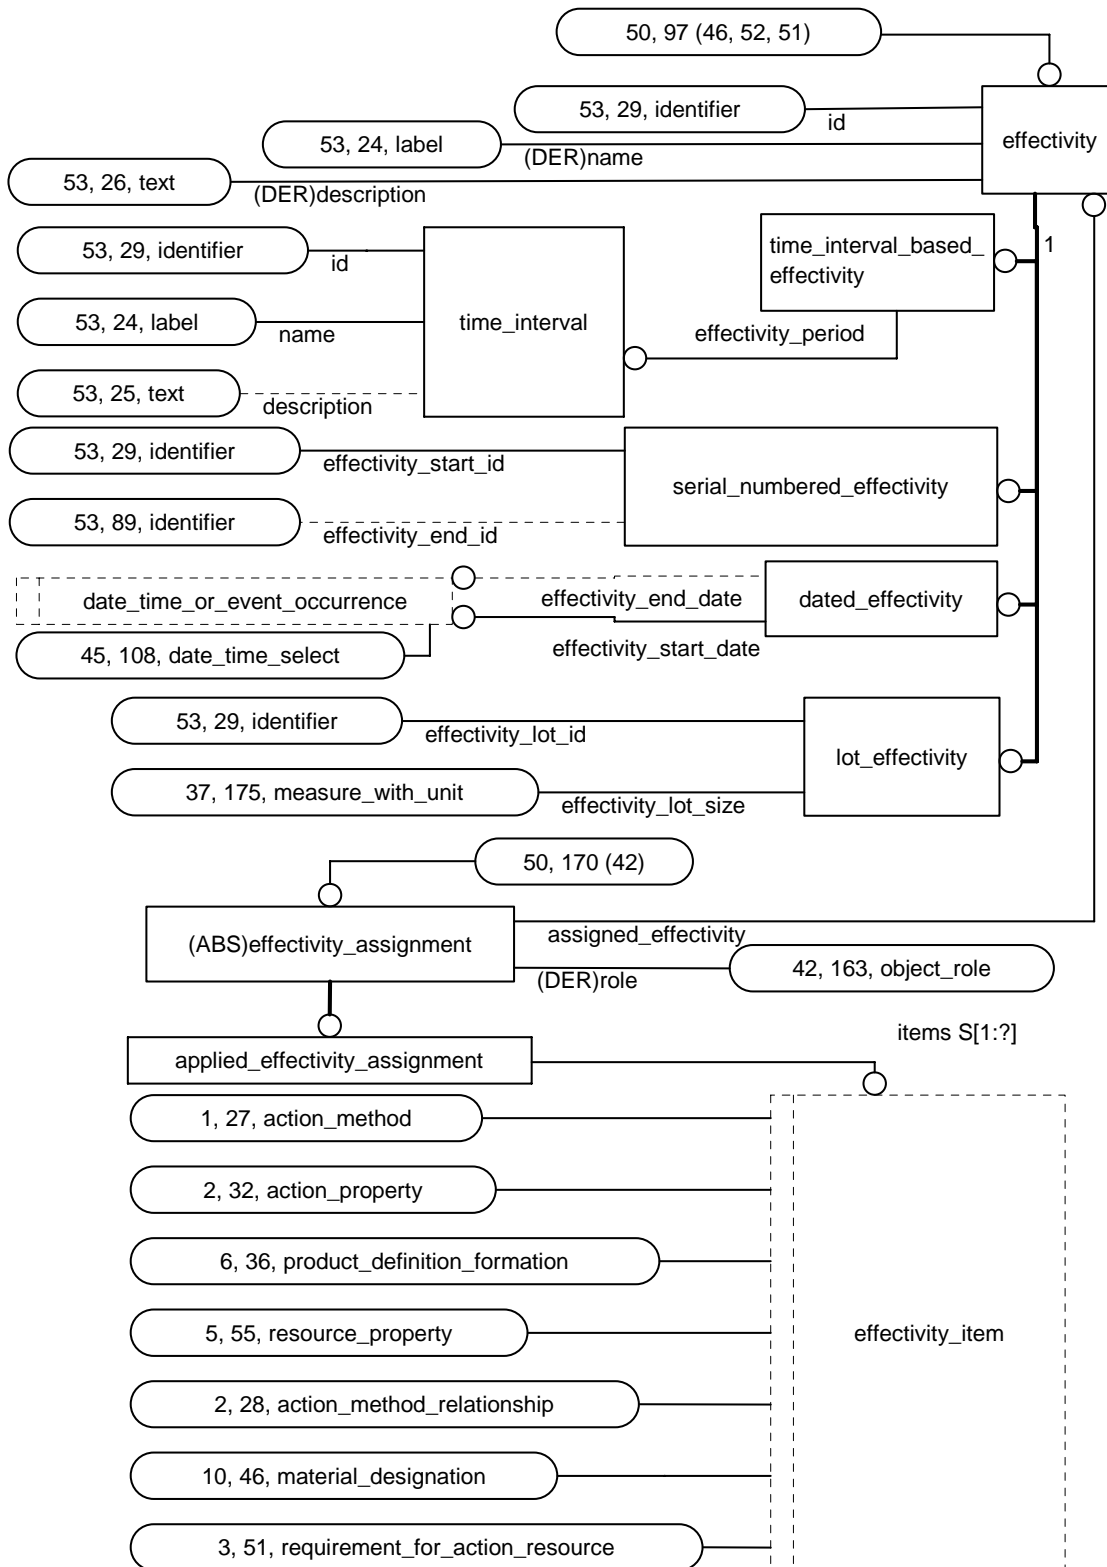 50, 97 (46, 52, 51)
53, 29, identifier
id
effectivity
53, 24, label
(DER)name
53, 26, text
(DER)description
53, 29, identifier
id
time_interval_based_
effectivity
1
53, 24, label
name
time_interval
effectivity_period
53, 25, text
description
53, 29, identifier
effectivity_start_id
serial_numbered_effectivity
53, 89, identifier
effectivity_end_id
date_time_or_event_occurrence
effectivity_end_date
dated_effectivity
45, 108, date_time_select
effectivity_start_date
53, 29, identifier
effectivity_lot_id
lot_effectivity
37, 175, measure_with_unit
effectivity_lot_size
50, 170 (42)
(ABS)effectivity_assignment
assigned_effectivity
(DER)role
42, 163, object_role
items S[1:?]
applied_effectivity_assignment
1, 27, action_method
2, 32, action_property
6, 36, product_definition_formation
5, 55, resource_property
effectivity_item
2, 28, action_method_relationship
10, 46, material_designation
3, 51, requirement_for_action_resource